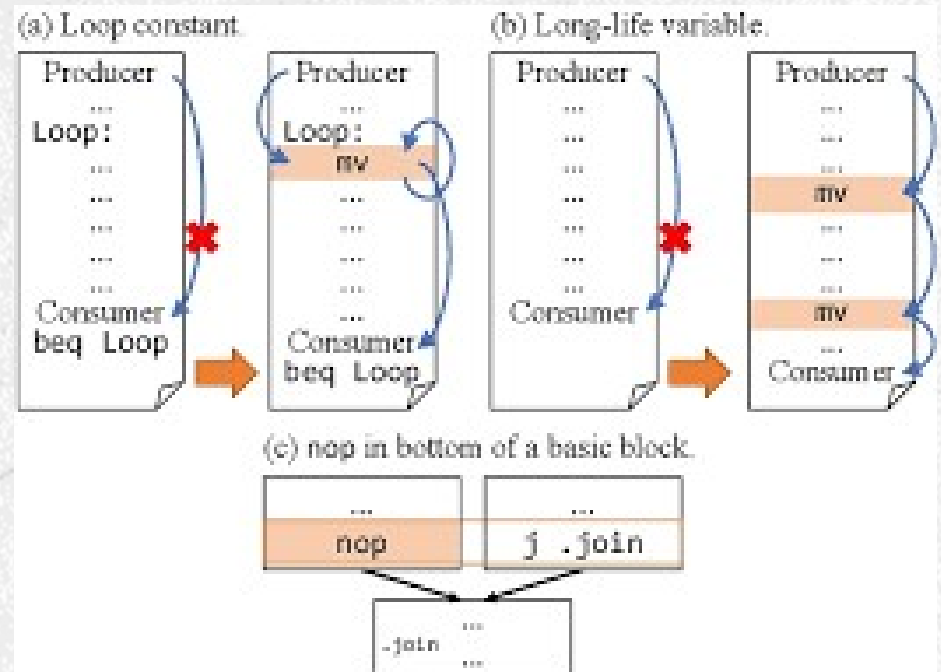 (a) Loop constant.
Producer
...
Loop:
...
...
...
...
...
Consumer
beq Loop
Producer
...
Loop:
mv
...
...
...
...
...
Consumer
beq Loop
(b) Long-life variable.
Producer
...
...
...
...
...
...
...
Consumer
Producer
...
...
...
mv
...
...
...
mv
...
Consumer
(c) nop in bottom of a basic block.
...
nop
...
j .join
...
.join
...